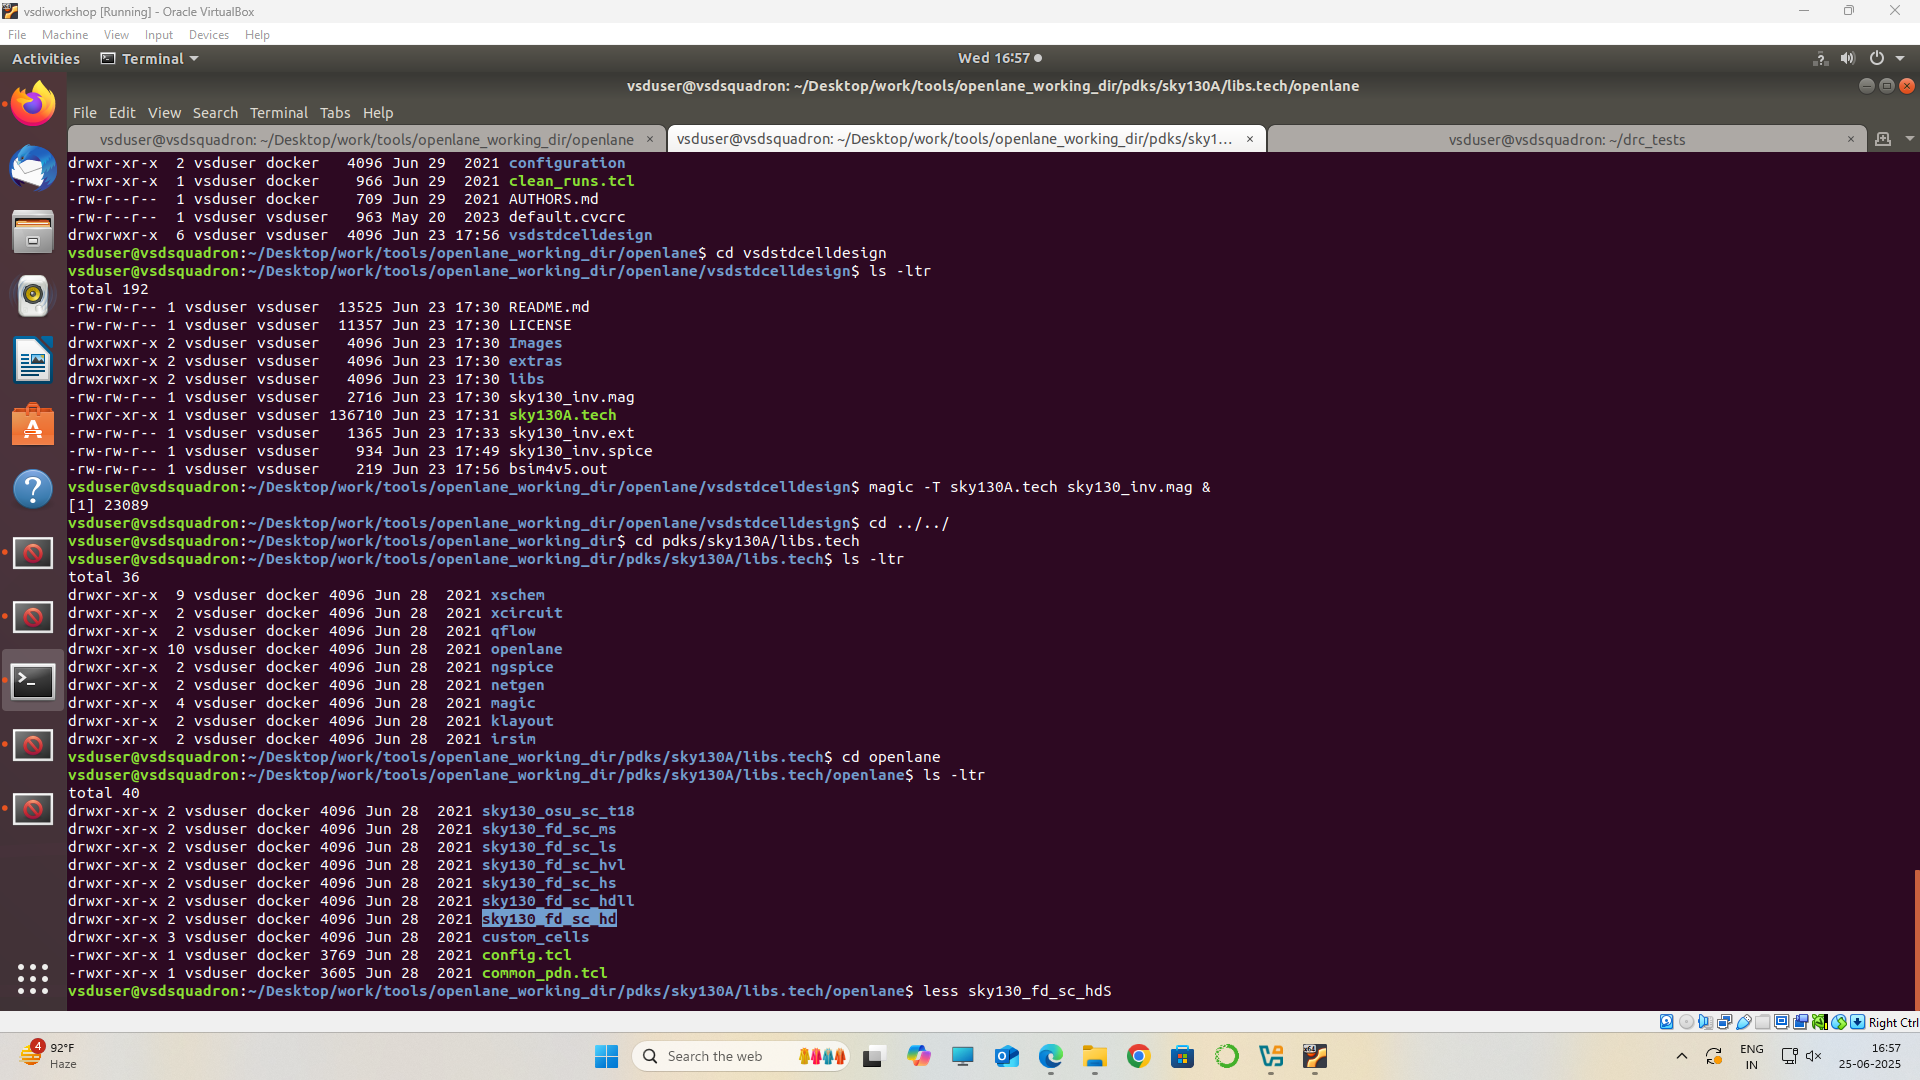 vsdiworkshop [Running] - Oracle VirtualBox
File Machine View Input Devices Help
Activities Terminal Wed 16:57
vsduser@vsdsquadron: ~/Desktop/work/tools/openlane_working_dir/pdks/sky130A/libs.tech/openlane
File Edit View Search Terminal Tabs Help
vsduser@vsdsquadron: ~/Desktop/work/tools/openlane_working_dir/openlane × vsduser@vsdsquadron: ~/Desktop/work/tools/openlane_working_dir/pdks/sky1... × vsduser@vsdsquadron: ~/drc_tests ×
drwxr-xr-x 2 vsduser docker 4096 Jun 29 2021 configuration
-rwxr-xr-x 1 vsduser docker 966 Jun 29 2021 clean_runs.tcl
-rw-r--r-- 1 vsduser docker 709 Jun 29 2021 AUTHORS.md
-rw-r--r-- 1 vsduser vsduser 963 May 20 2023 default.cvcrc
drwxrwxr-x 6 vsduser vsduser 4096 Jun 23 17:56 vsdstdcelldesign
vsduser@vsdsquadron:~/Desktop/work/tools/openlane_working_dir/openlane$ cd vsdstdcelldesign
vsduser@vsdsquadron:~/Desktop/work/tools/openlane_working_dir/openlane/vsdstdcelldesign$ ls -ltr
total 192
-rw-rw-r-- 1 vsduser vsduser 13525 Jun 23 17:30 README.md
-rw-rw-r-- 1 vsduser vsduser 11357 Jun 23 17:30 LICENSE
drwxrwxr-x 2 vsduser vsduser 4096 Jun 23 17:30 Images
drwxrwxr-x 2 vsduser vsduser 4096 Jun 23 17:30 extras
drwxrwxr-x 2 vsduser vsduser 4096 Jun 23 17:30 libs
-rw-rw-r-- 1 vsduser vsduser 2716 Jun 23 17:30 sky130_inv.mag
-rwxr-xr-x 1 vsduser vsduser 136710 Jun 23 17:31 sky130A.tech
-rw-rw-r-- 1 vsduser vsduser 1365 Jun 23 17:33 sky130_inv.ext
-rw-rw-r-- 1 vsduser vsduser 934 Jun 23 17:49 sky130_inv.spice
-rw-rw-r-- 1 vsduser vsduser 219 Jun 23 17:56 bsim4v5.out
vsduser@vsdsquadron:~/Desktop/work/tools/openlane_working_dir/openlane/vsdstdcelldesign$ magic -T sky130A.tech sky130_inv.mag &
[1] 23089
vsduser@vsdsquadron:~/Desktop/work/tools/openlane_working_dir/openlane/vsdstdcelldesign$ cd ../../
vsduser@vsdsquadron:~/Desktop/work/tools/openlane_working_dir$ cd pdks/sky130A/libs.tech
vsduser@vsdsquadron:~/Desktop/work/tools/openlane_working_dir/pdks/sky130A/libs.tech$ ls -ltr
total 36
drwxr-xr-x 9 vsduser docker 4096 Jun 28 2021 xschem
drwxr-xr-x 2 vsduser docker 4096 Jun 28 2021 xcircuit
drwxr-xr-x 2 vsduser docker 4096 Jun 28 2021 qflow
drwxr-xr-x 10 vsduser docker 4096 Jun 28 2021 openlane
drwxr-xr-x 2 vsduser docker 4096 Jun 28 2021 ngspice
drwxr-xr-x 2 vsduser docker 4096 Jun 28 2021 netgen
drwxr-xr-x 4 vsduser docker 4096 Jun 28 2021 magic
drwxr-xr-x 2 vsduser docker 4096 Jun 28 2021 klayout
drwxr-xr-x 2 vsduser docker 4096 Jun 28 2021 irsim
vsduser@vsdsquadron:~/Desktop/work/tools/openlane_working_dir/pdks/sky130A/libs.tech$ cd openlane
vsduser@vsdsquadron:~/Desktop/work/tools/openlane_working_dir/pdks/sky130A/libs.tech/openlane$ ls -ltr
total 40
drwxr-xr-x 2 vsduser docker 4096 Jun 28 2021 sky130_osu_sc_t18
drwxr-xr-x 2 vsduser docker 4096 Jun 28 2021 sky130_fd_sc_ms
drwxr-xr-x 2 vsduser docker 4096 Jun 28 2021 sky130_fd_sc_ls
drwxr-xr-x 2 vsduser docker 4096 Jun 28 2021 sky130_fd_sc_hvl
drwxr-xr-x 2 vsduser docker 4096 Jun 28 2021 sky130_fd_sc_hs
drwxr-xr-x 2 vsduser docker 4096 Jun 28 2021 sky130_fd_sc_hdll
drwxr-xr-x 2 vsduser docker 4096 Jun 28 2021 sky130_fd_sc_hd
drwxr-xr-x 3 vsduser docker 4096 Jun 28 2021 custom_cells
-rwxr-xr-x 1 vsduser docker 3769 Jun 28 2021 config.tcl
-rwxr-xr-x 1 vsduser docker 3605 Jun 28 2021 common_pdn.tcl
vsduser@vsdsquadron:~/Desktop/work/tools/openlane_working_dir/pdks/sky130A/libs.tech/openlane$ less sky130_fd_sc_hdS
Right Ctrl
4 92°F
Haze
Search the web
ENG
IN
16:57
25-06-2025